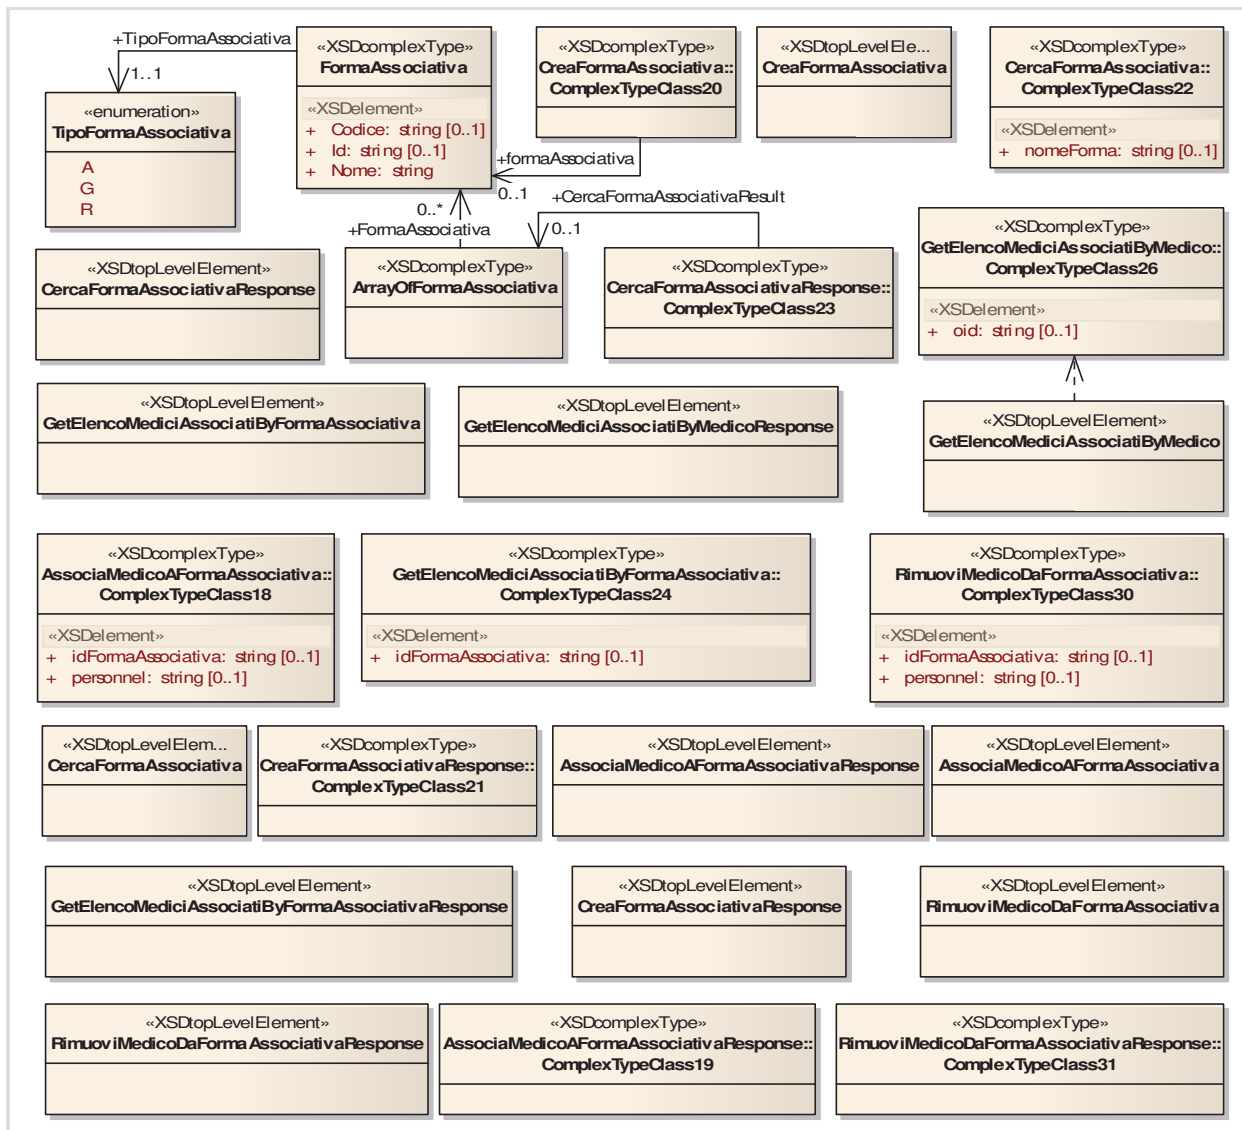 +TipoFormaAssociativa
1..1
«enumeration»
TipoFormaAssociativa
A
G
R
«XSDcomplexType»
FormaAssociativa
«XSDelement»
+ Codice: string [0..1]
+ Id: string [0..1]
+ Nome: string
«XSDcomplexType»
CreaFormaAssociativa::
ComplexTypeClass20
+formaAssociativa
0..1
«XSDtopLevelEle...
CreaFormaAssociativa
«XSDcomplexType»
CercaFormaAssociativa::
ComplexTypeClass22
«XSDelement»
+ nomeForma: string [0..1]
0..*
+FormaAssociativa
+CercaFormaAssociativaResult
0..1
«XSDtopLevelElement»
CercaFormaAssociativaResponse
«XSDcomplexType»
ArrayOfFormaAssociativa
«XSDcomplexType»
CercaFormaAssociativaResponse::
ComplexTypeClass23
«XSDcomplexType»
GetElencoMediciAssociatiByMedico::
ComplexTypeClass26
«XSDelement»
+ oid: string [0..1]
«XSDtopLevelElement»
GetElencoMediciAssociatiByFormaAssociativa
«XSDtopLevelElement»
GetElencoMediciAssociatiByMedicoResponse
«XSDtopLevelElement»
GetElencoMediciAssociatiByMedico
«XSDcomplexType»
AssociaMedicoAFormaAssociativa::
ComplexTypeClass18
«XSDelement»
+ idFormaAssociativa: string [0..1]
+ personnel: string [0..1]
«XSDcomplexType»
GetElencoMediciAssociatiByFormaAssociativa::
ComplexTypeClass24
«XSDelement»
+ idFormaAssociativa: string [0..1]
«XSDcomplexType»
RimuoviMedicoDaFormaAssociativa::
ComplexTypeClass30
«XSDelement»
+ idFormaAssociativa: string [0..1]
+ personnel: string [0..1]
«XSDtopLevelElem...
CercaFormaAssociativa
«XSDcomplexType»
CreaFormaAssociativaResponse::
ComplexTypeClass21
«XSDtopLevelElement»
AssociaMedicoAFormaAssociativaResponse
«XSDtopLevelElement»
AssociaMedicoAFormaAssociativa
«XSDtopLevelElement»
GetElencoMediciAssociatiByFormaAssociativaResponse
«XSDtopLevelElement»
CreaFormaAssociativaResponse
«XSDtopLevelElement»
RimuoviMedicoDaFormaAssociativa
«XSDtopLevelElement»
RimuoviMedicoDaFormaAssociativaResponse
«XSDcomplexType»
AssociaMedicoAFormaAssociativaResponse::
ComplexTypeClass19
«XSDcomplexType»
RimuoviMedicoDaFormaAssociativaResponse::
ComplexTypeClass31